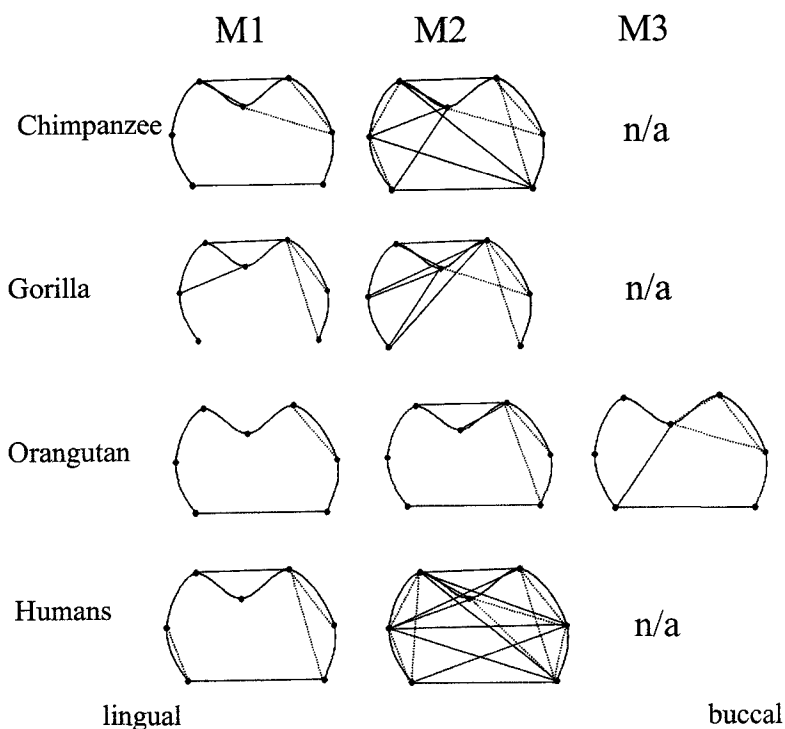 M1 M2 M3
Chimpanzee n/a
Gorilla n/a
Orangutan
Humans n/a
lingual buccal